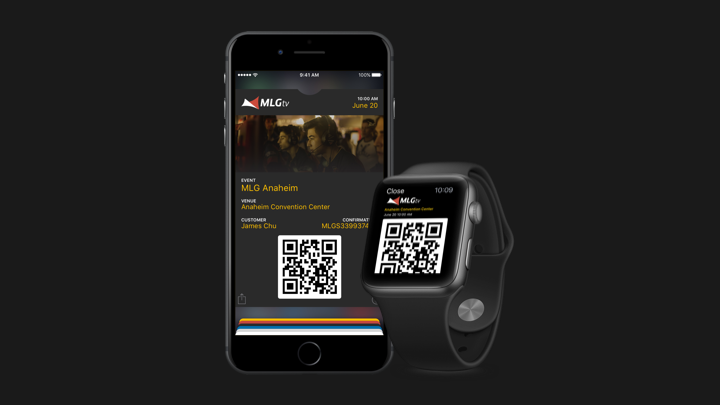 9:41 AM
100%
MLGtv
10:00 AM
June 20
EVENT
MLG Anaheim
VENUE
Anaheim Convention Center
CUSTOMER
CONFIRMAT
James Chu
MLGS3399374
Close
10:09
MLGtv
Anaheim Convention Center
June 20 10:00 AM